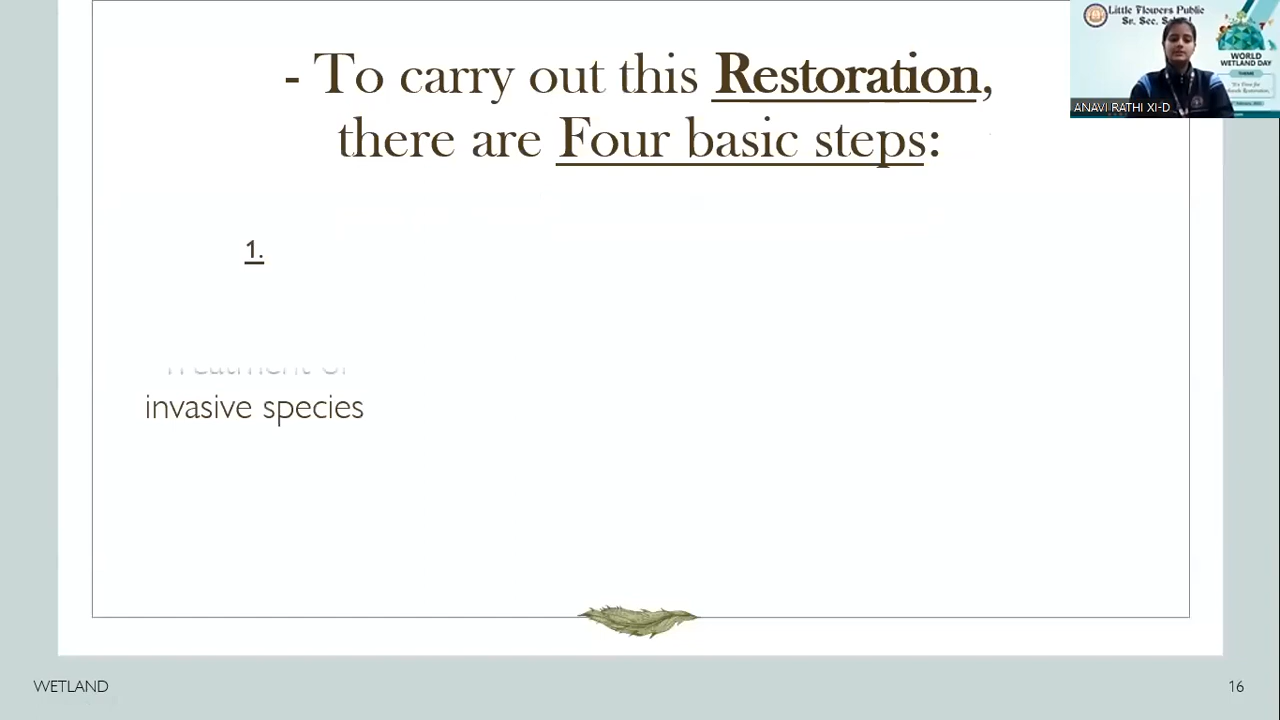 - To carry out this Restoration,
there are Four basic steps:
1.
Treatment of
invasive species
WETLAND
16
Little Flowers Public
Sr. Sec. School
WORLD
WETLAND DAY
THEME
ANAVI RATHI XI-D